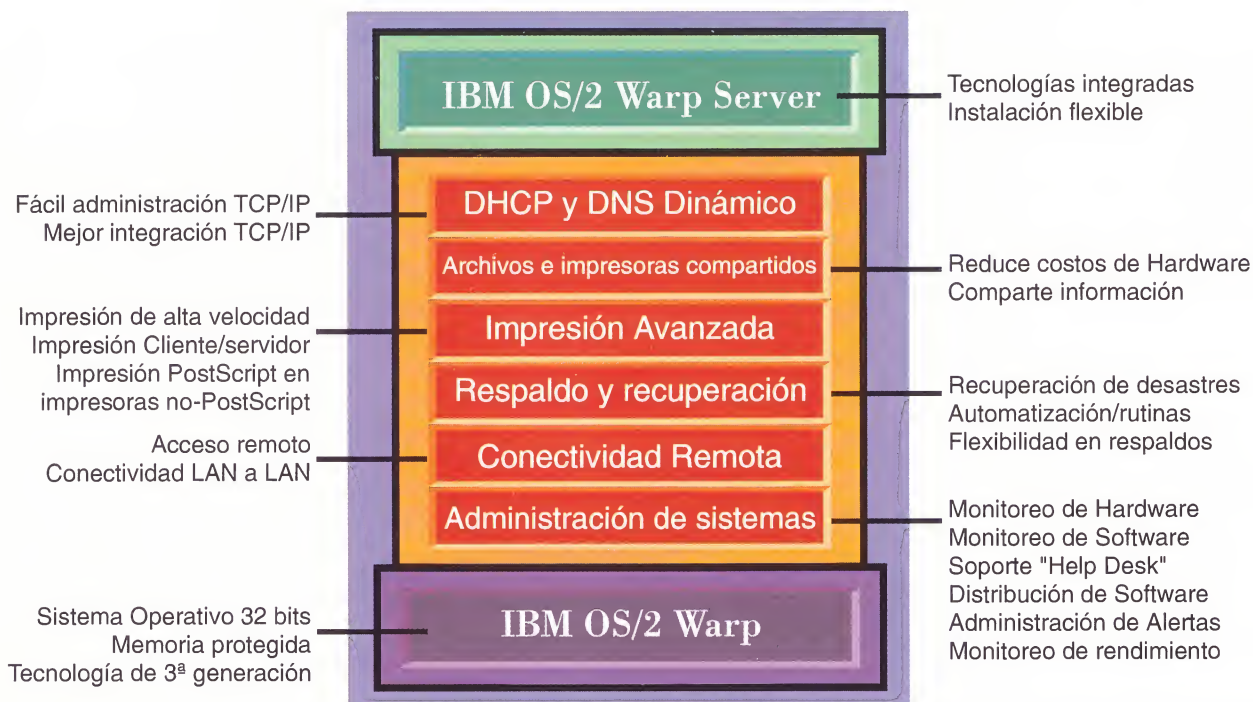 IBM OS/2 Warp Server
Tecnologías integradas
Instalación flexible
Fácil administración TCP/IP
Mejor integración TCP/IP
DHCP y DNS Dinámico
Archivos e impresoras compartidos
Reduce costos de Hardware
Comparte información
Impresión de alta velocidad
Impresión Cliente/servidor
Impresión PostScript en
impresoras no-PostScript
Impresión Avanzada
Respaldo y recuperación
Recuperación de desastres
Automatización/rutinas
Flexibilidad en respaldos
Acceso remoto
Conectividad LAN a LAN
Conectividad Remota
Administración de sistemas
Monitoreo de Hardware
Monitoreo de Software
Soporte "Help Desk"
Distribución de Software
Administración de Alertas
Monitoreo de rendimiento
Sistema Operativo 32 bits
Memoria protegida
Tecnología de 3ª generación
IBM OS/2 Warp